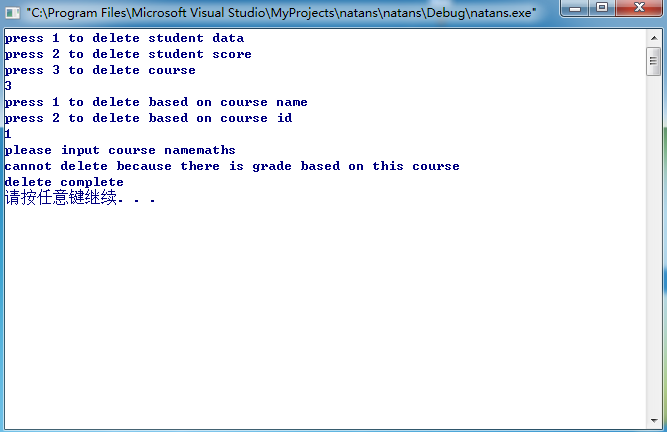 "C:\Program Files\Microsoft Visual Studio\MyProjects\natans\natans\Debug\natans.exe"
press 1 to delete student data
press 2 to delete student score
press 3 to delete course
3
press 1 to delete based on course name
press 2 to delete based on course id
1
please input course namemaths
cannot delete because there is grade based on this course
delete complete
请按任意键继续. . .